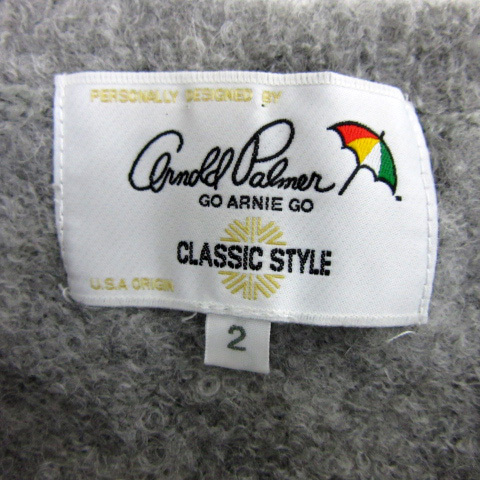 PERSONALLY DESIGNED BY
Arnold Palmer
GO ARNIE GO
CLASSIC STYLE
U.S.A ORIGIN
2